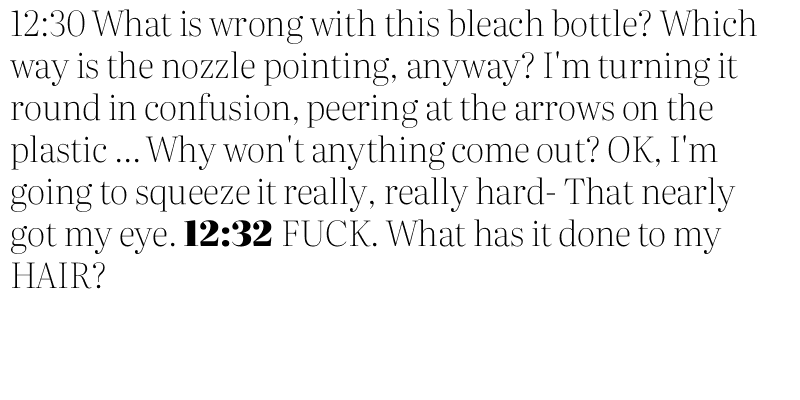 12:30 What is wrong with this bleach bottle? Which
way is the nozzle pointing, anyway? I'm turning it
round in confusion, peering at the arrows on the
plastic ... Why won't anything come out? OK, I'm
going to squeeze it really, really hard- That nearly
got my eye. 12:32 FUCK. What has it done to my
HAIR?